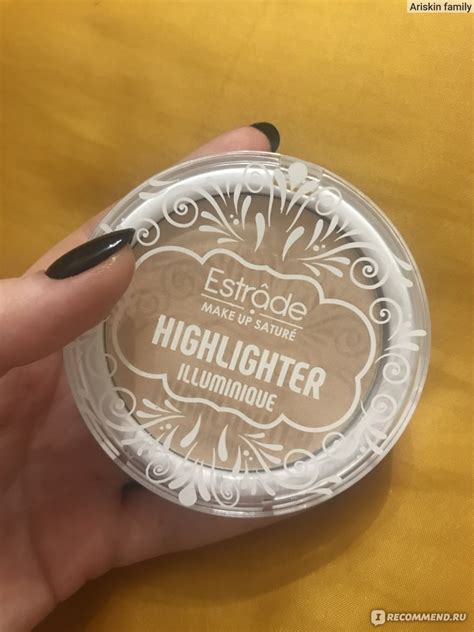 Ariskin family
Estrâde
MAKE UP SATURÉ
HIGHLIGHTER
ILLUMINIQUE
I RECOMMEND.RU